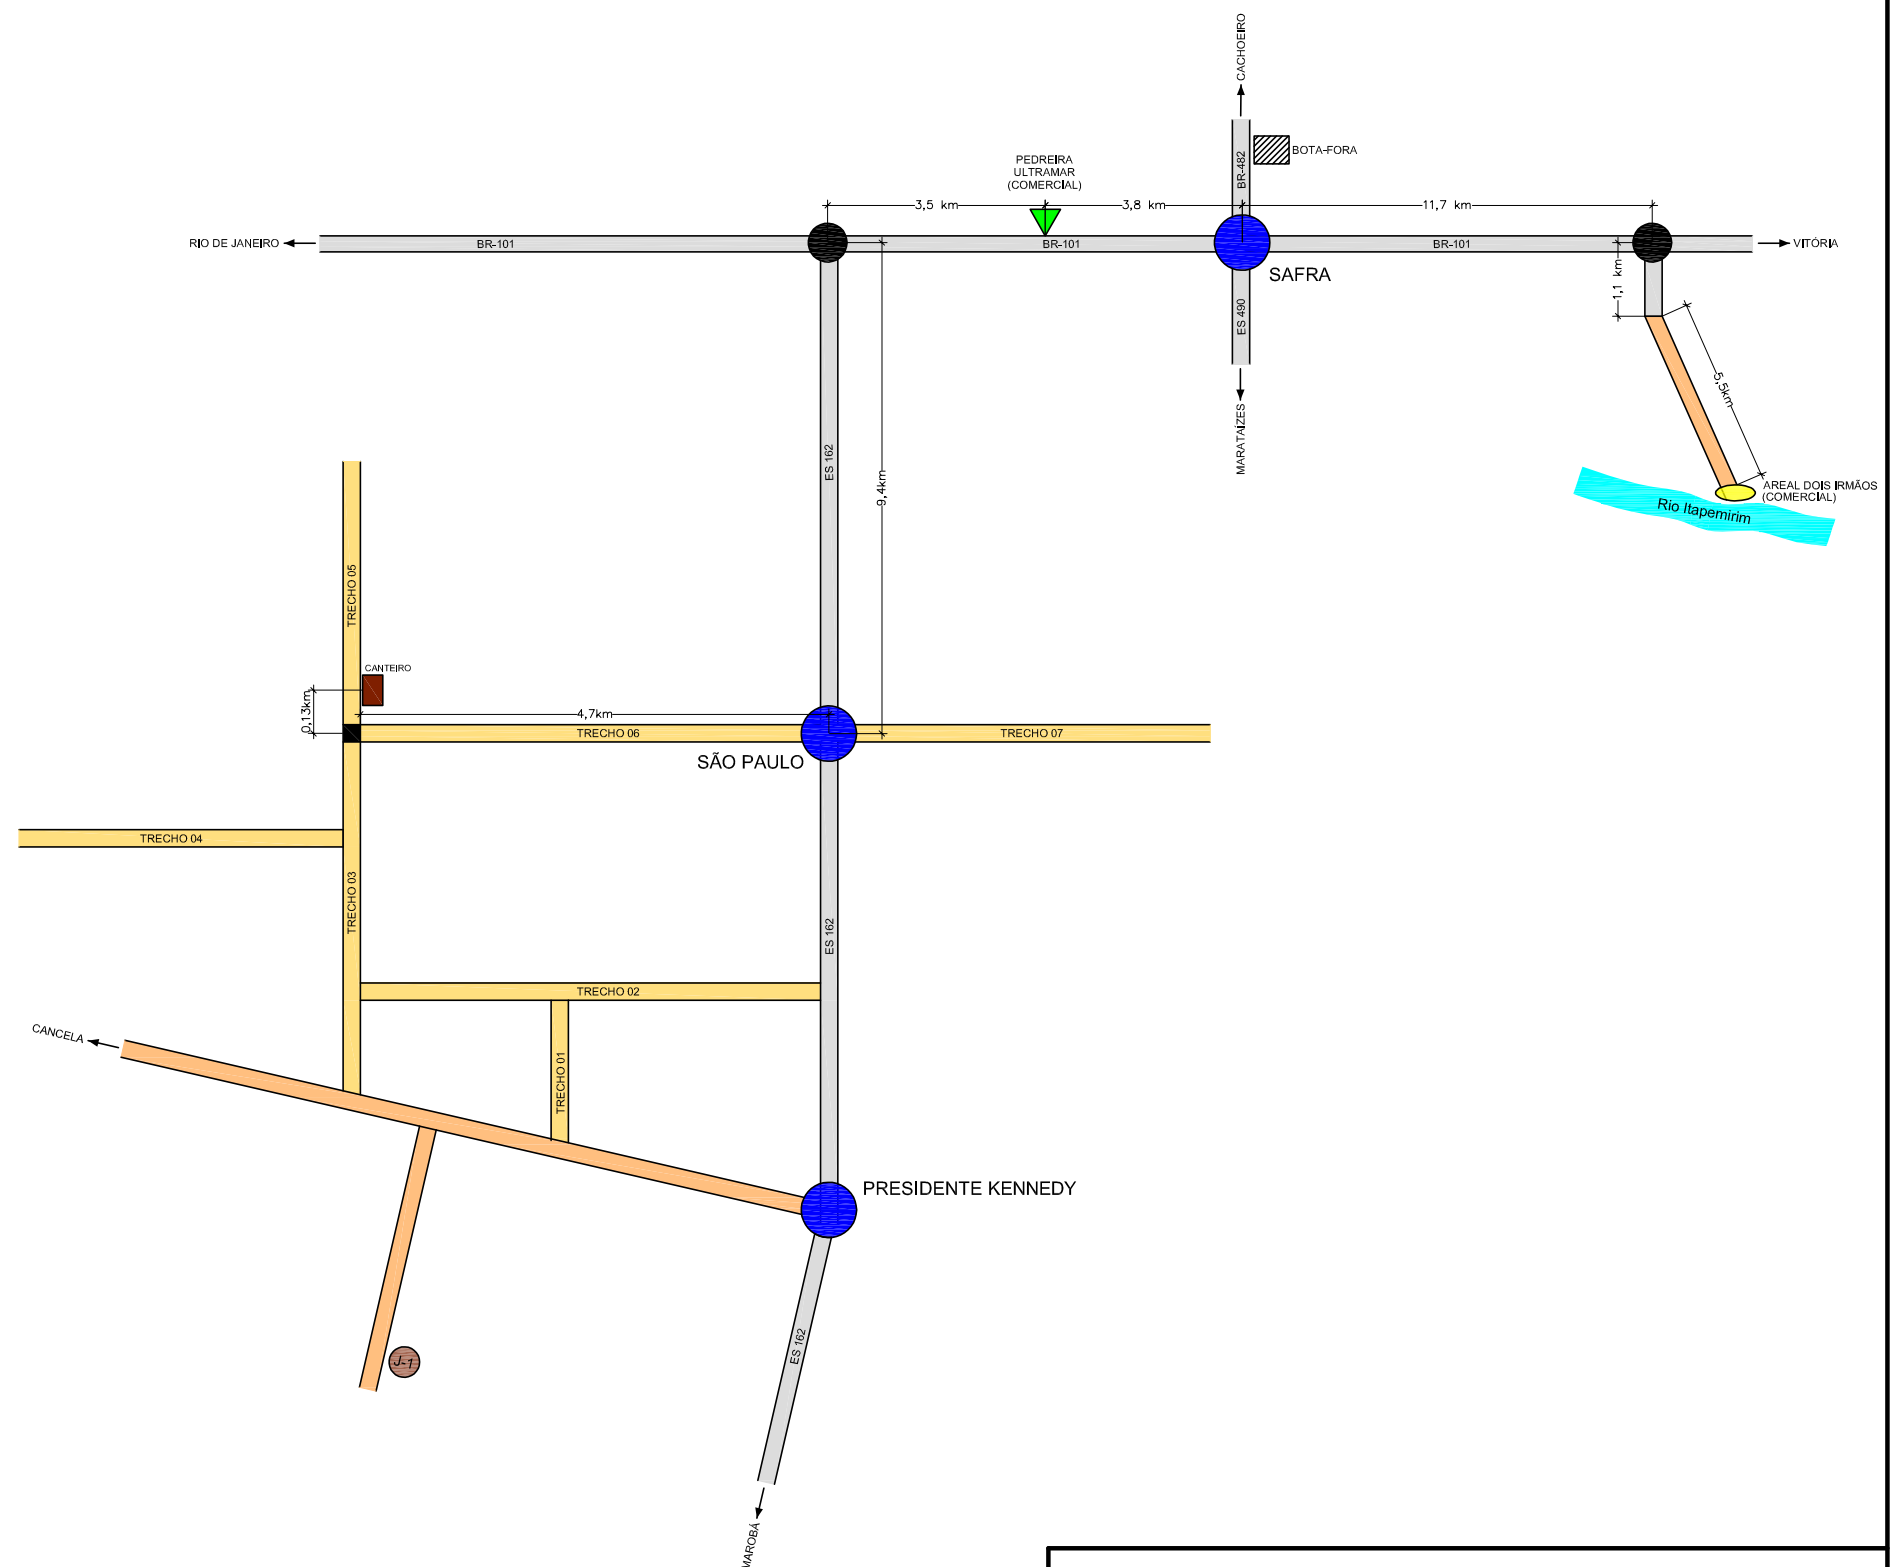 CACHOEIRO
BR-482
BOTA-FORA
PEDREIRA
ULTRAMAR
(COMERCIAL)
3,5 km
3,8 km
11,7 km
RIO DE JANEIRO
BR-101
BR-101
BR-101
VITÓRIA
SAFRA
1,1 km
ES 490
MARATAÍZES
5,5km
AREAL DOIS IRMÃOS
(COMERCIAL)
Rio Itapemirim
ES 162
9,4km
TRECHO 05
CANTEIRO
0,13km
4,7km
TRECHO 06
TRECHO 07
SÃO PAULO
TRECHO 04
TRECHO 03
ES 162
TRECHO 02
CANCELA
TRECHO 01
PRESIDENTE KENNEDY
J-1
ES 162
MAROBÁ